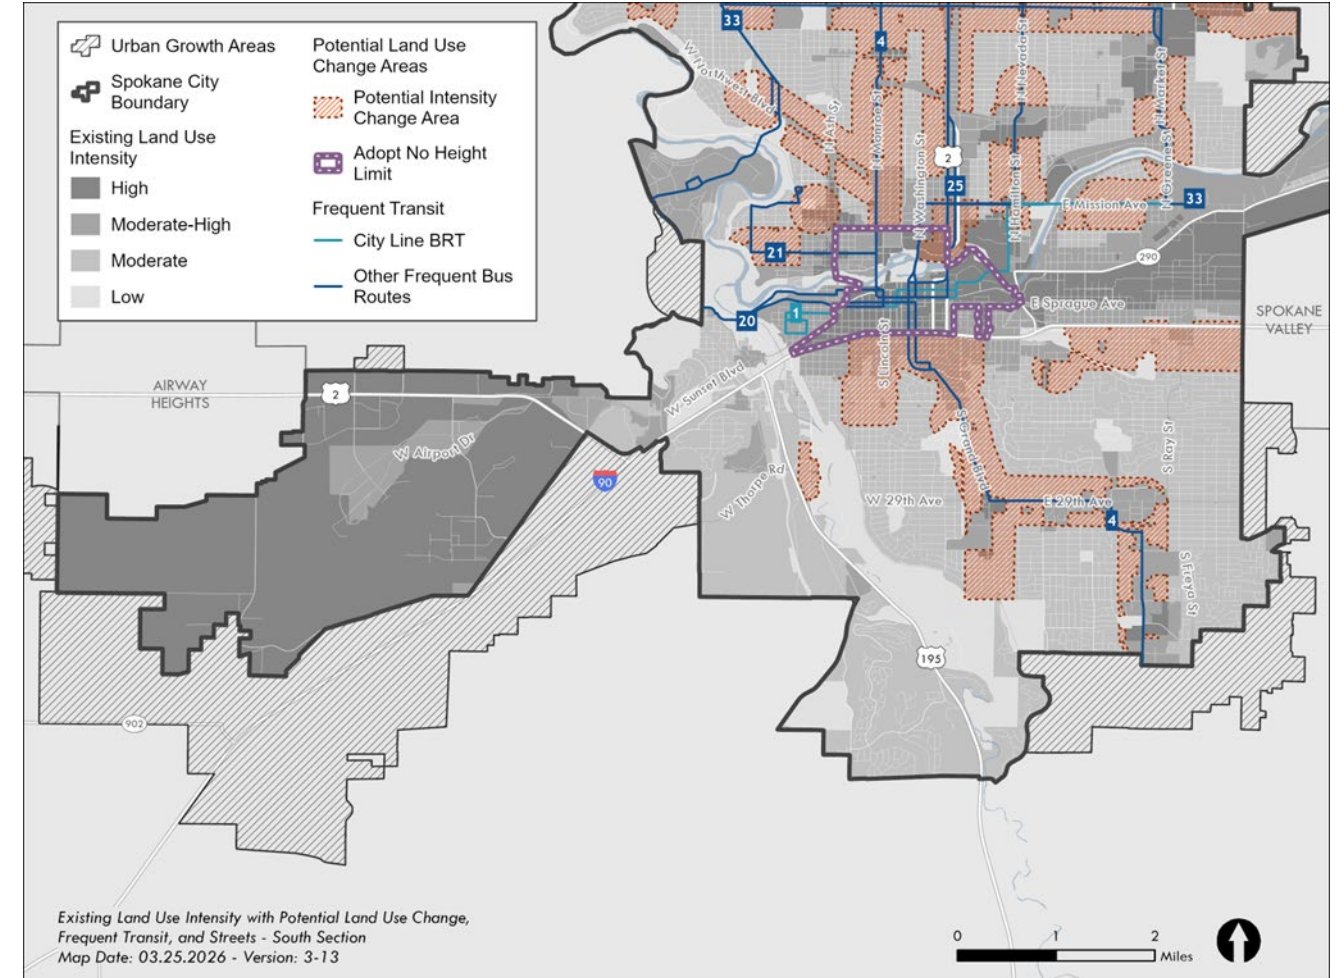 Urban Growth Areas
Spokane City
Boundary
Existing Land Use
Intensity
High
Moderate-High
Moderate
Low
Potential Land Use
Change Areas
Potential Intensity
Change Area
Adopt No Height
Limit
Frequent Transit
City Line BRT
Other Frequent Bus
Routes
33
4
W Northwest Blvd
N Ash St
N Monroe St
N Washington St
2
25
N Nevada St
N Hamilton St
N Market St
N Greene St
E Mission Ave
33
21
290
20
1
E Sprague Ave
SPOKANE
VALLEY
S Lincoln St
AIRWAY
HEIGHTS
2
W Sunset Blvd
W Airport Dr
90
W Thorpe Rd
S Grand Blvd
S Ray St
W 29th Ave
E 29th Ave
4
S Freya St
195
902
Existing Land Use Intensity with Potential Land Use Change,
Frequent Transit, and Streets - South Section
Map Date: 03.25.2026 - Version: 3-13
0 1 2
Miles